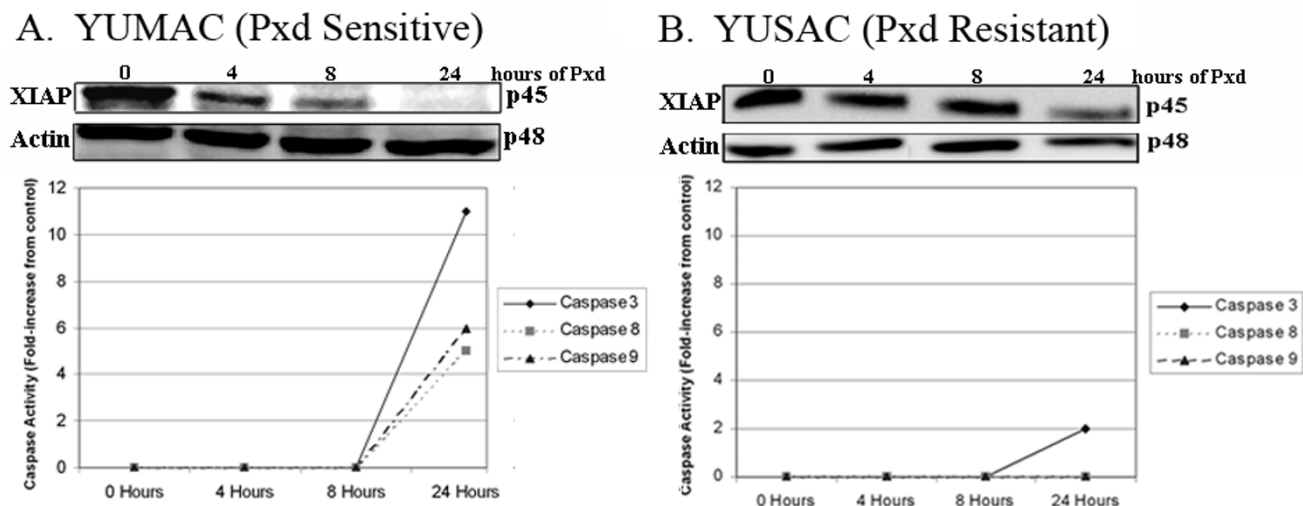 A. YUMAC (Pxd Sensitive)
0 4 8 24 hours of Pxd
XIAP p45
Actin p48
Caspase Activity (Fold-increase from control)
12
10
8
6
4
2
0
0 Hours 4 Hours 8 Hours 24 Hours
Caspase 3
Caspase 8
Caspase 9
B. YUSAC (Pxd Resistant)
0 4 8 24 hours of Pxd
XIAP p45
Actin p48
Caspase Activity (Fold-increase from control)
12
10
8
6
4
2
0
0 Hours 4 Hours 8 Hours 24 Hours
Caspase 3
Caspase 8
Caspase 9